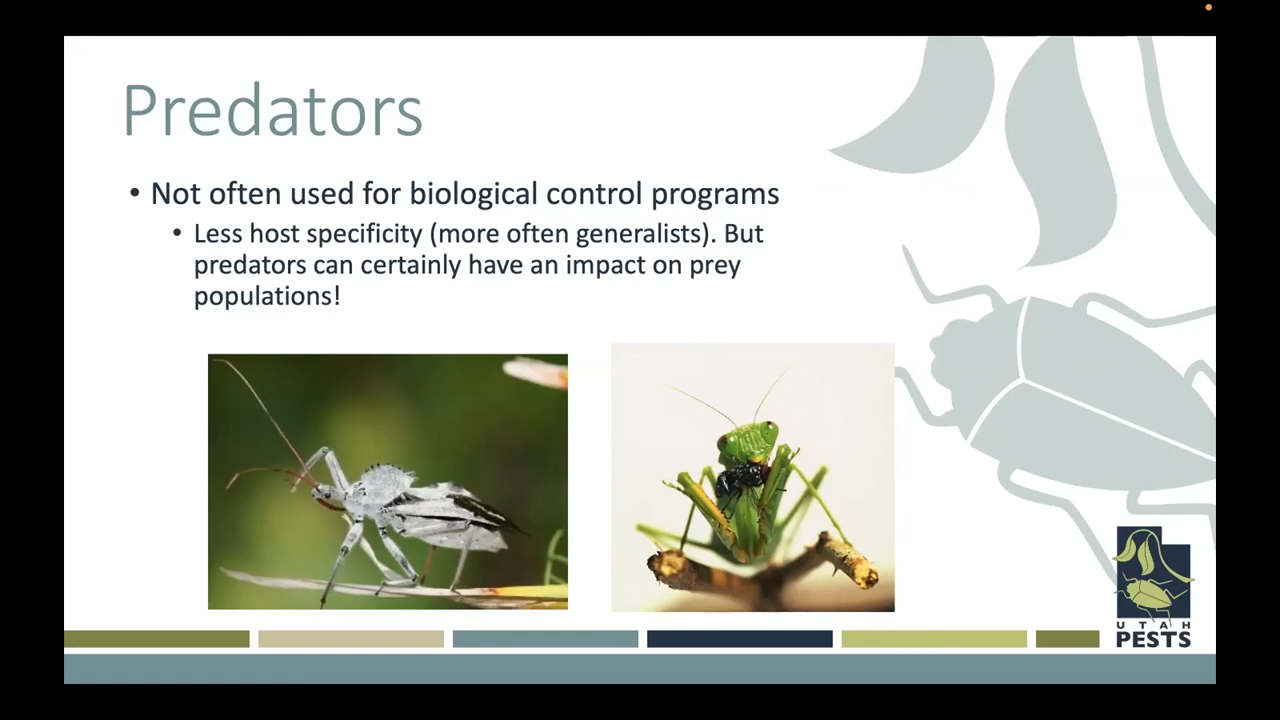 Predators
• Not often used for biological control programs
• Less host specificity (more often generalists). But
predators can certainly have an impact on prey
populations!
UTAH
PESTS